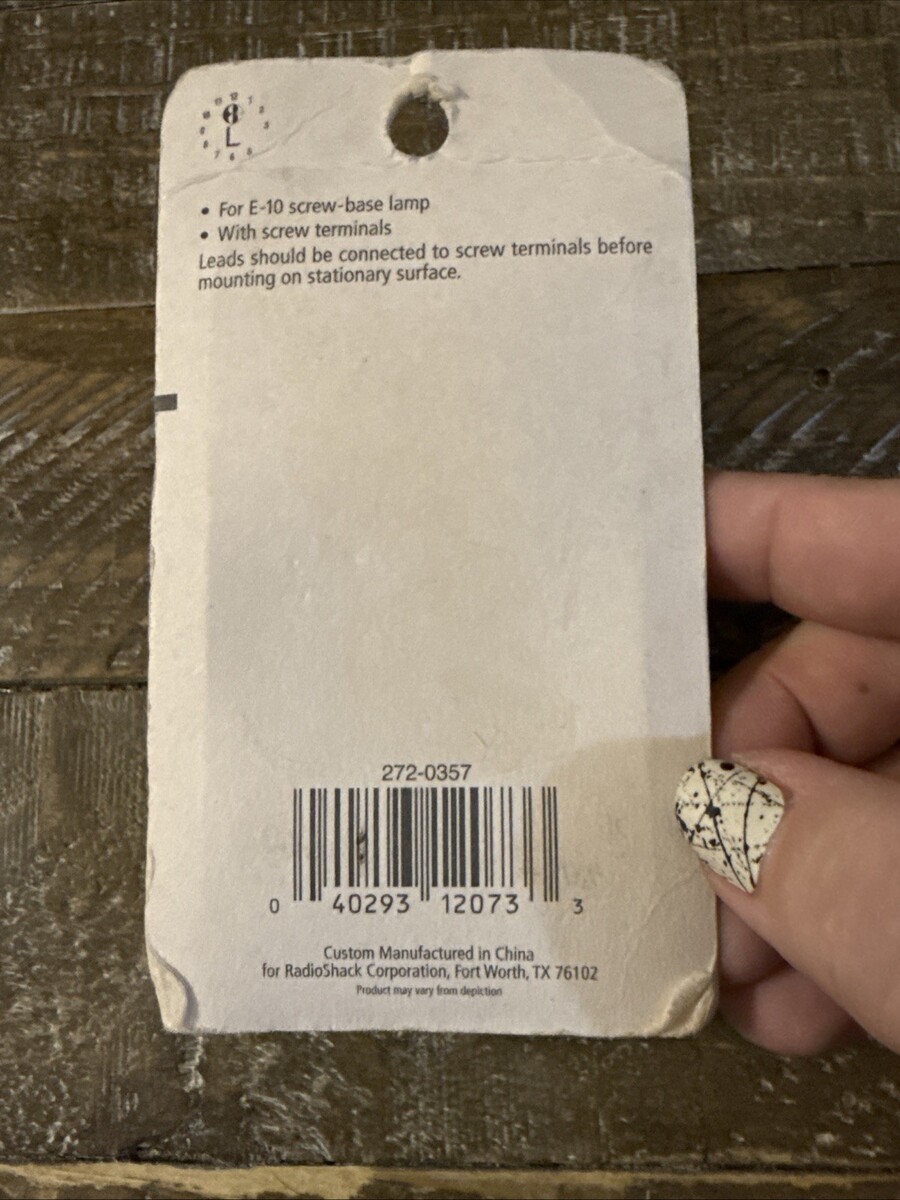 L
• For E-10 screw-base lamp
• With screw terminals
Leads should be connected to screw terminals before
mounting on stationary surface.
272-0357
0 40293 12073 3
Custom Manufactured in China
for RadioShack Corporation, Fort Worth, TX 76102
Product may vary from depiction